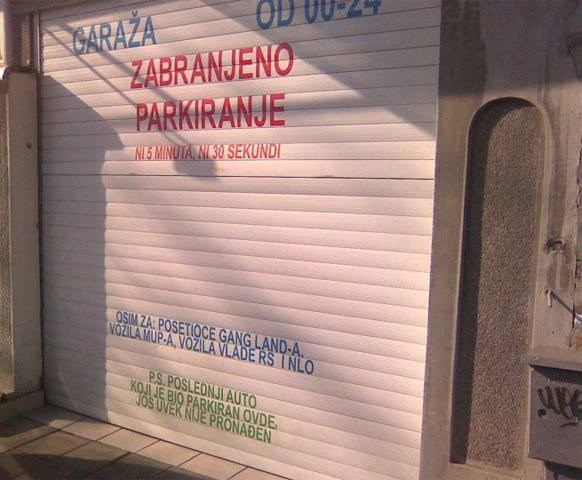 GARAŽA OD 00-24
ZABRANJENO
PARKIRANJE
NI 5 MINUTA, NI 30 SEKUNDI
OSIM ZA: POSETIOCE GANG LAND-A,
VOZILA MUP-A, VOZILA VLADE RS I NLO
P.S. POSLEDNJI AUTO
KOJI JE BIO PARKIRAN OVDE,
JOS UVEK NIJE PRONAĐEN